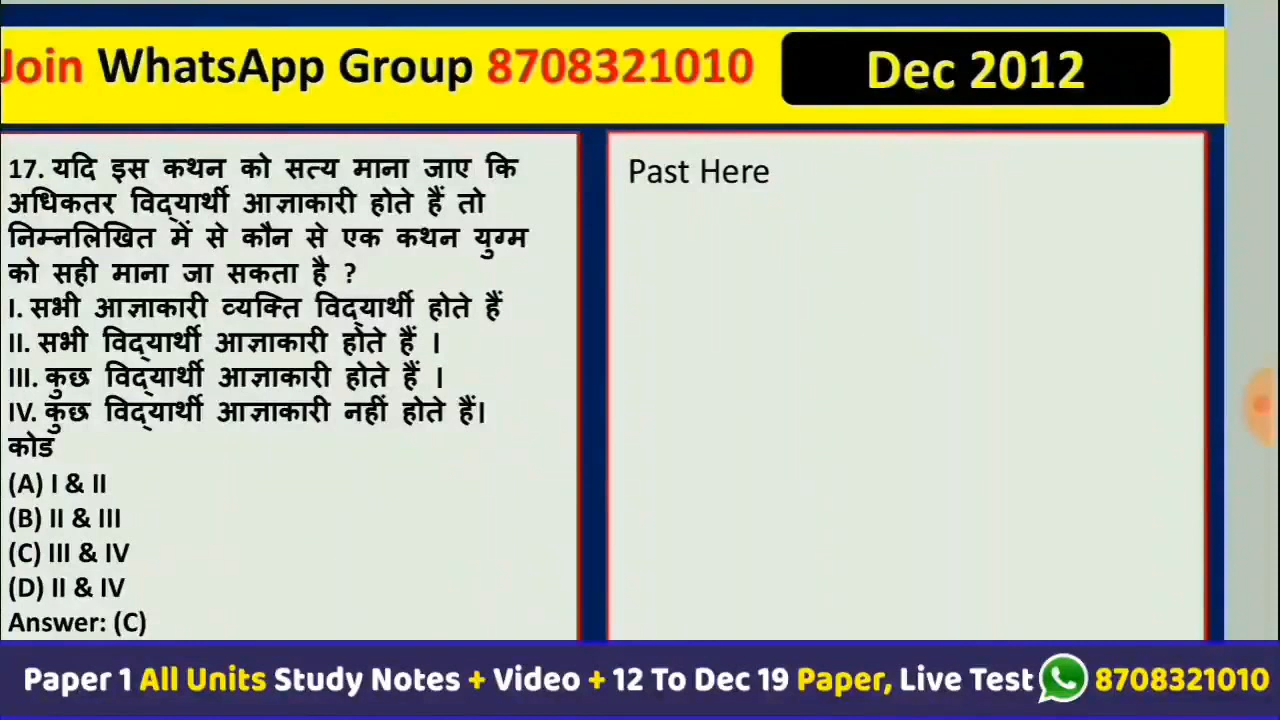 Join WhatsApp Group 8708321010
Dec 2012
17. यदि इस कथन को सत्य माना जाए कि
अधिकतर विद्यार्थी आज्ञाकारी होते हैं तो
निम्नलिखित में से कौन से एक कथन युग्म
को सही माना जा सकता है ?
I. सभी आज्ञाकारी व्यक्ति विद्यार्थी होते हैं
II. सभी विद्यार्थी आज्ञाकारी होते हैं ।
III. कुछ विद्यार्थी आज्ञाकारी होते हैं ।
IV. कुछ विद्यार्थी आज्ञाकारी नहीं होते हैं।
कोड
(A) I & II
(B) II & III
(C) III & IV
(D) II & IV
Answer: (C)
Past Here
Paper 1 All Units Study Notes + Video + 12 To Dec 19 Paper, Live Test 8708321010